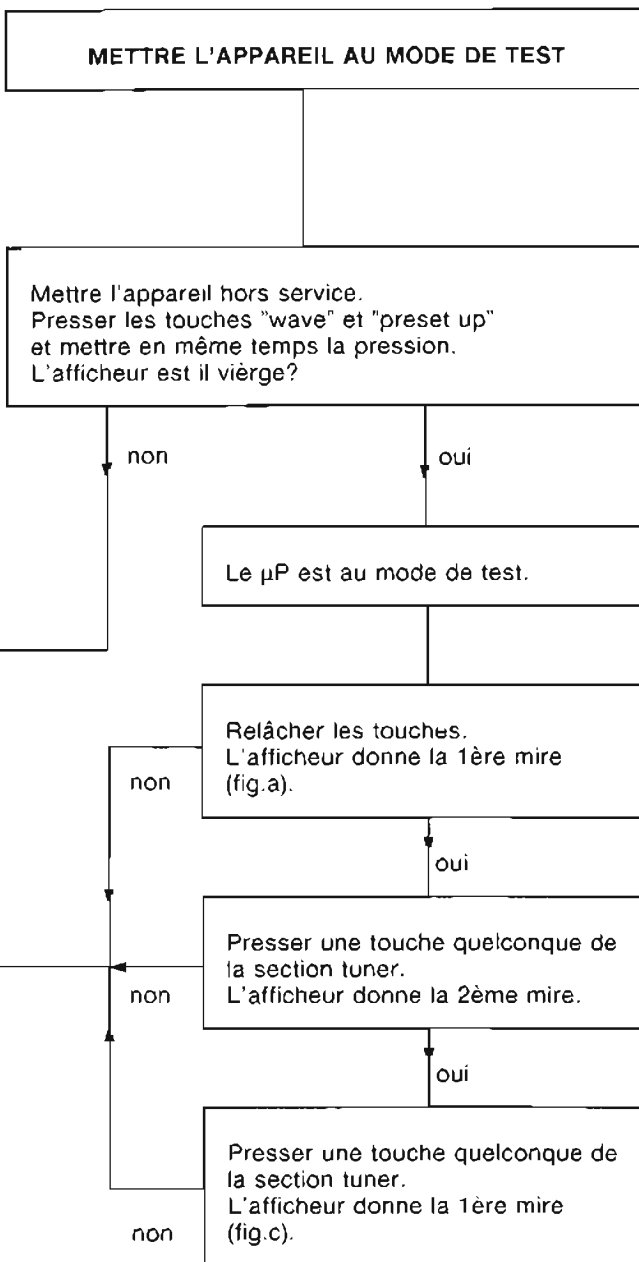 METTRE L'APPAREIL AU MODE DE TEST
Mettre l'appareil hors service.
Presser les touches "wave" et "preset up"
et mettre en même temps la pression.
L'afficheur est il vièrge?
non
oui
Le µP est au mode de test.
Relâcher les touches.
L'afficheur donne la 1ère mire
(fig.a).
non
oui
Presser une touche quelconque de
la section tuner.
L'afficheur donne la 2ème mire.
non
oui
Presser une touche quelconque de
la section tuner.
L'afficheur donne la 1ère mire
(fig.c).
non